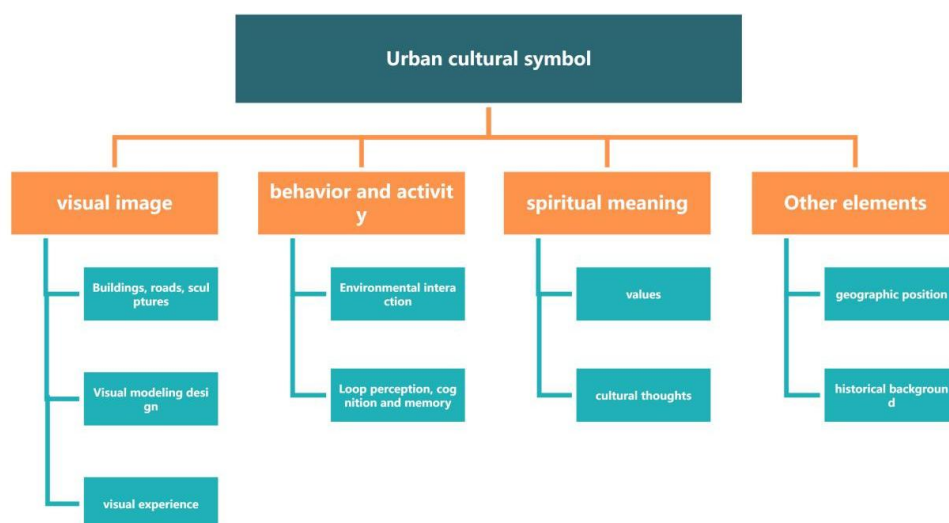 Urban cultural symbol
visual image
behavior and activit
y
spiritual meaning
Other elements
Buildings, roads, scul
ptures
Environmental intera
ction
values
geographic position
Visual modeling desi
gn
Loop perception, cog
nition and memory
cultural thoughts
historical backgroun
d
visual experience